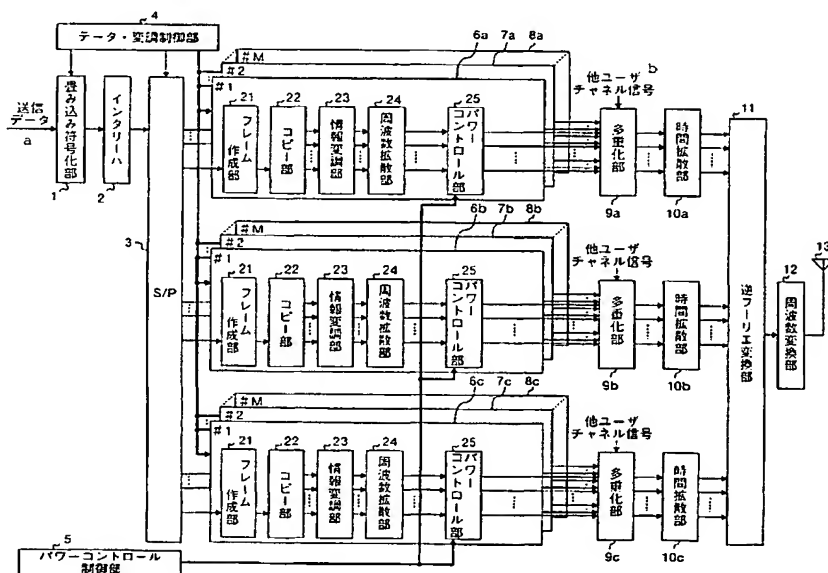 4
データ・変調制御部
送信
データ
a
畳み込み符号化部
1
インタリーバ
2
3
S/P
5
パワーコントロール
制御部
6a
7a
8a
#M
#2
#1
21
フレーム
作成部
22
コピー部
23
情報変調部
24
周波数拡散部
25
パワー
コントロール部
他ユーザ
チャネル信号
b
多重化部
9a
時間拡散部
10a
6b
7b
8b
#M
#2
#1
21
フレーム
作成部
22
コピー部
23
情報変調部
24
周波数拡散部
25
パワー
コントロール部
他ユーザ
チャネル信号
多重化部
9b
時間拡散部
10b
6c
7c
8c
#M
#2
#1
21
フレーム
作成部
22
コピー部
23
情報変調部
24
周波数拡散部
25
パワー
コントロール部
他ユーザ
チャネル信号
多重化部
9c
時間拡散部
10c
11
逆フーリエ変換部
12
周波数変換部
13